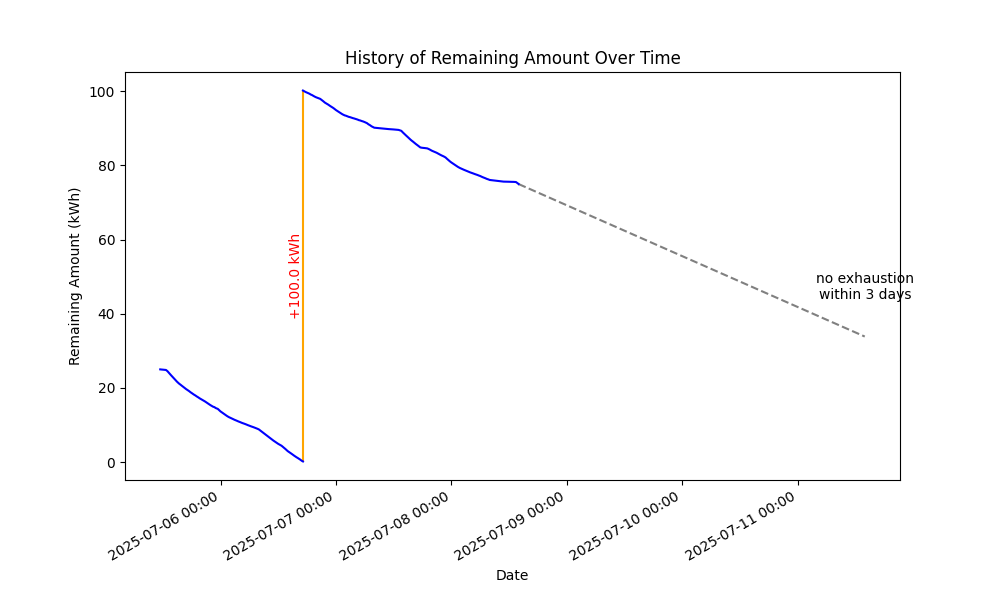 History of Remaining Amount Over Time
Remaining Amount (kWh)
100
80
60
40
20
0
+100.0 kWh
no exhaustion
within 3 days
2025-07-06 00:00
2025-07-07 00:00
2025-07-08 00:00
2025-07-09 00:00
2025-07-10 00:00
2025-07-11 00:00
Date